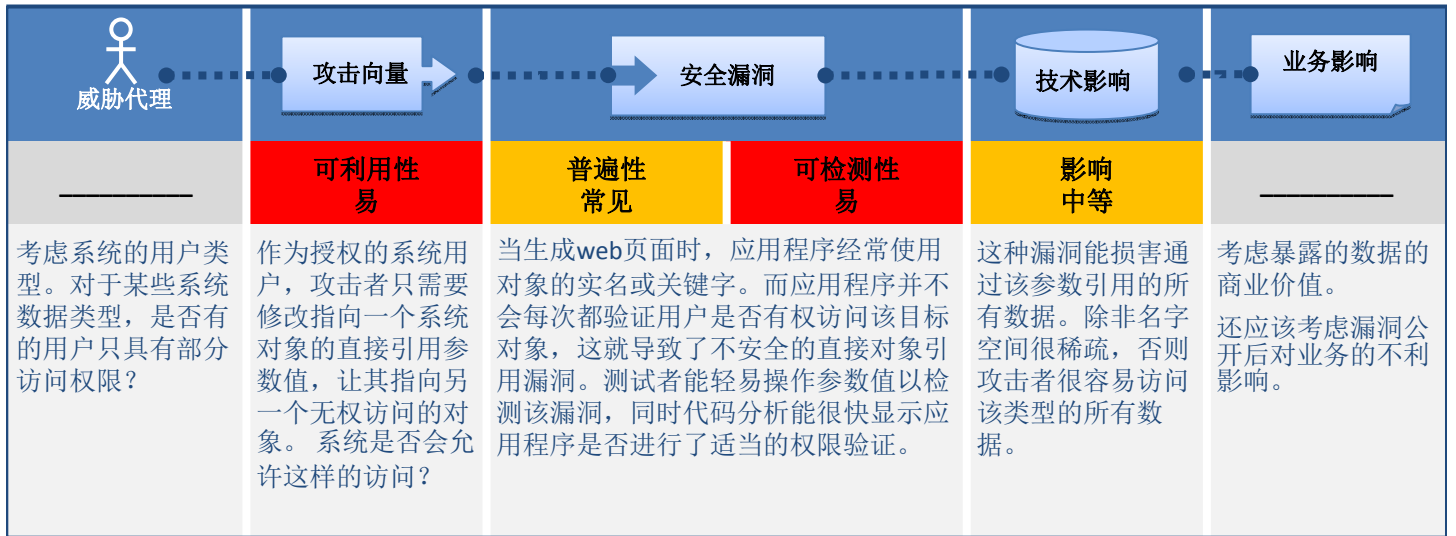 威胁代理
攻击向量
安全漏洞
技术影响
业务影响
__________
可利用性
易
普遍性
常见
可检测性
易
影响
中等
__________
考虑系统的用户类
型。对于某些系统
数据类型，是否有
的用户只具有部分
访问权限？
作为授权的系统用
户，攻击者只需要
修改指向一个系统
对象的直接引用参
数值，让其指向另
一个无权访问的对
象。 系统是否会允
许这样的访问？
当生成web页面时，应用程序经常使用
对象的实名或关键字。而应用程序并不
会每次都验证用户是否有权访问该目标
对象，这就导致了不安全的直接对象引
用漏洞。测试者能轻易操作参数值以检
测该漏洞，同时代码分析能很快显示应
用程序是否进行了适当的权限验证。
这种漏洞能损害通
过该参数引用的所
有数据。除非名字
空间很稀疏，否则
攻击者很容易访问
该类型的所有数
据。
考虑暴露的数据的
商业价值。
还应该考虑漏洞公
开后对业务的不利
影响。